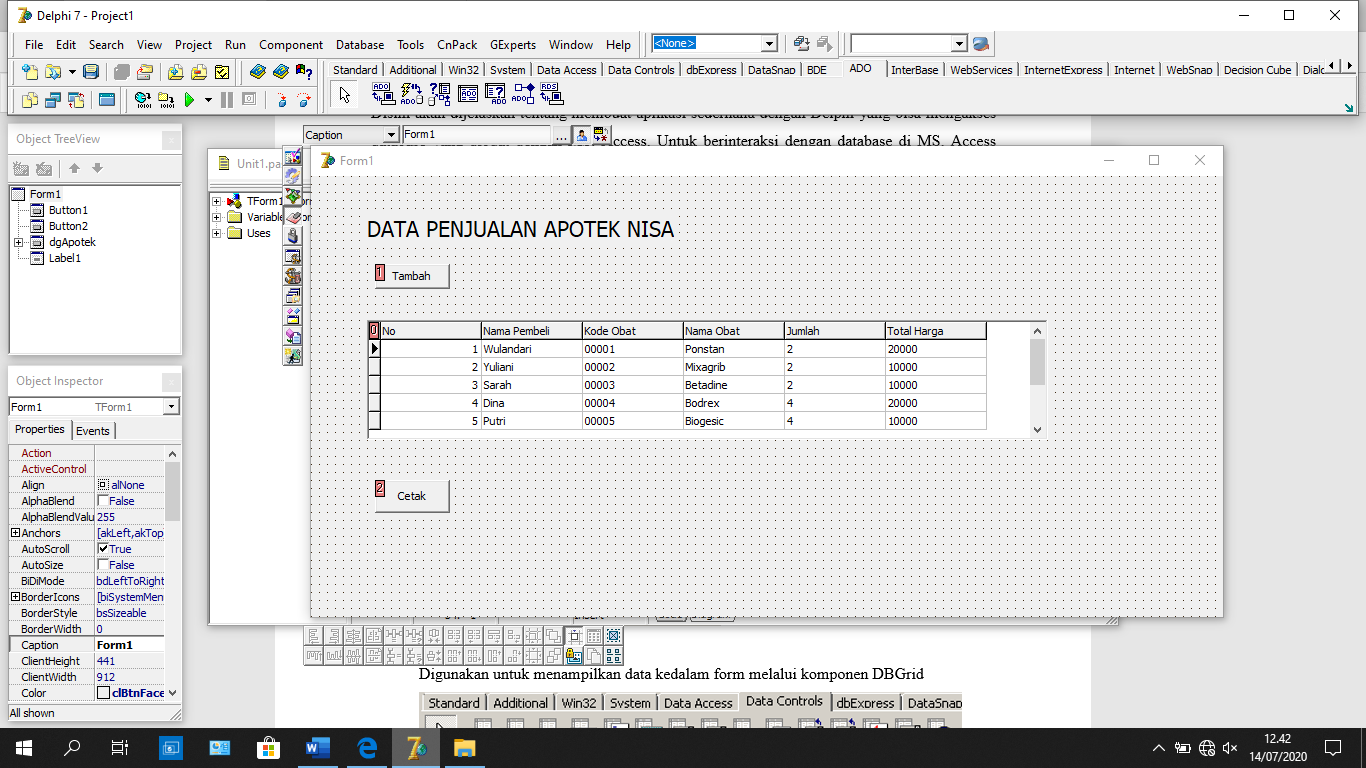 Delphi 7 - Project1
File Edit Search View Project Run Component Database Tools CnPack GExperts Window Help <None>
Standard Additional Win32 System Data Access Data Controls dbExpress DataSnap BDE ADO InterBase WebServices InternetExpress Internet WebSnap Decision Cube
Disini akan dijelaskan tentang membuat aplikasi sederhana dengan Delphi yang bisa mengakses
Object TreeView
Caption Form1 ...
Access. Untuk berinteraksi dengan database di MS. Access
Unit1.pa
Form1
Form1
Button1
Button2
dgApotek
Label1
TForm1
Variable
Uses
DATA PENJUALAN APOTEK NISA
1 Tambah
0 No Nama Pembeli Kode Obat Nama Obat Jumlah Total Harga
1 Wulandari 00001 Ponstan 2 20000
2 Yuliani 00002 Mixagrib 2 10000
3 Sarah 00003 Betadine 2 10000
4 Dina 00004 Bodrex 4 20000
5 Putri 00005 Biogesic 4 10000
2 Cetak
Object Inspector
Form1 TForm1
Properties Events
Action
ActiveControl
Align alNone
AlphaBlend False
AlphaBlendValu 255
Anchors [akLeft,akTop
AutoScroll True
AutoSize False
BiDiMode bdLeftToRight
BorderIcons [biSystemMen
BorderStyle bsSizeable
BorderWidth 0
Caption Form1
ClientHeight 441
ClientWidth 912
Color clBtnFace
All shown
Digunakan untuk menampilkan data kedalam form melalui komponen DBGrid
Standard Additional Win32 System Data Access Data Controls dbExpress DataSnap
12.42
14/07/2020